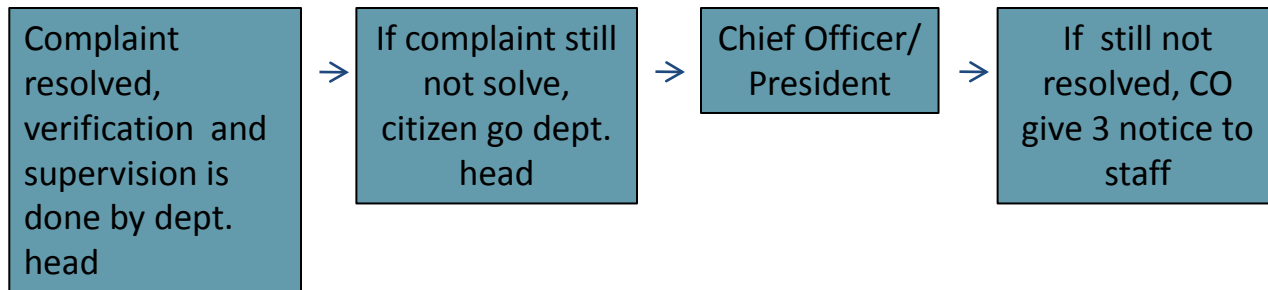 Complaint
resolved,
verification and
supervision is
done by dept.
head
If complaint still
not solve,
citizen go dept.
head
Chief Officer/
President
If still not
resolved, CO
give 3 notice to
staff